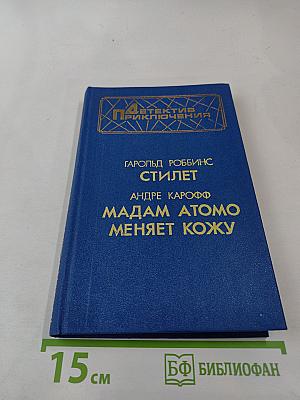 Детектив
Приключения
ГАРОЛЬД РОББИНС
СТИЛЕТ
АНДРЕ КАРОФФ
МАДАМ АТОМО
МЕНЯЕТ КОЖУ
15 см
БФ БИБЛИОФАН